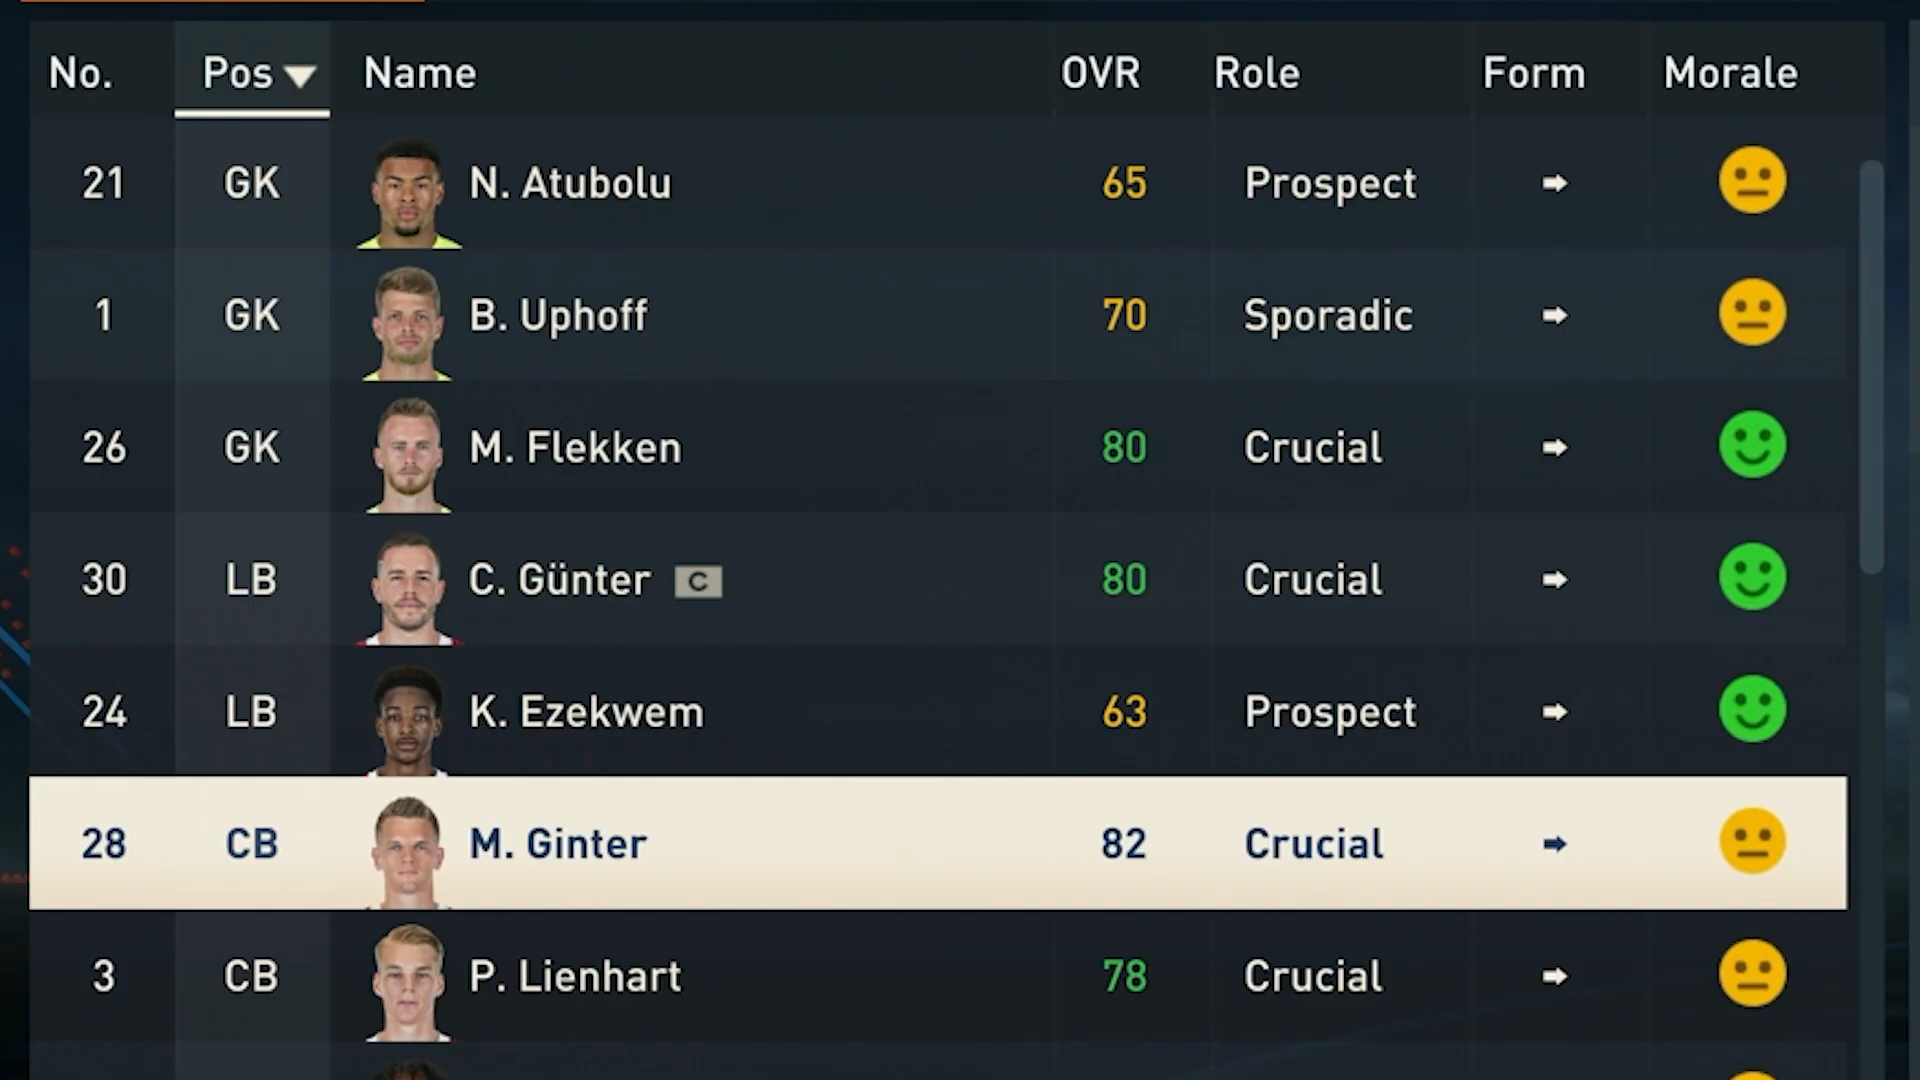 No. Pos Name OVR Role Form Morale
21 GK N. Atubolu 65 Prospect
1 GK B. Uphoff 70 Sporadic
26 GK M. Flekken 80 Crucial
30 LB C. Günter C 80 Crucial
24 LB K. Ezekwem 63 Prospect
28 CB M. Ginter 82 Crucial
3 CB P. Lienhart 78 Crucial